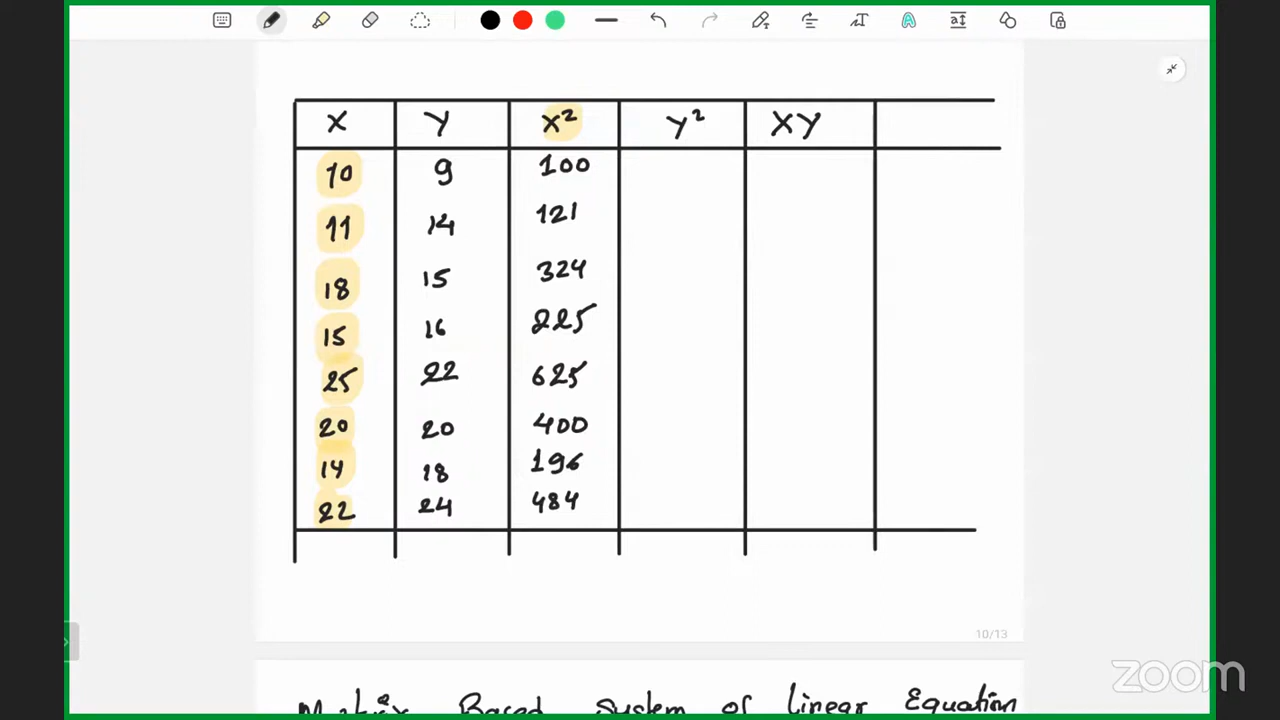 X Y X² Y² XY
10 9 100
11 14 121
18 15 324
15 16 225
25 22 625
20 20 400
14 18 196
22 24 484
10/13
Matrix Based system of linear Equation
zoom